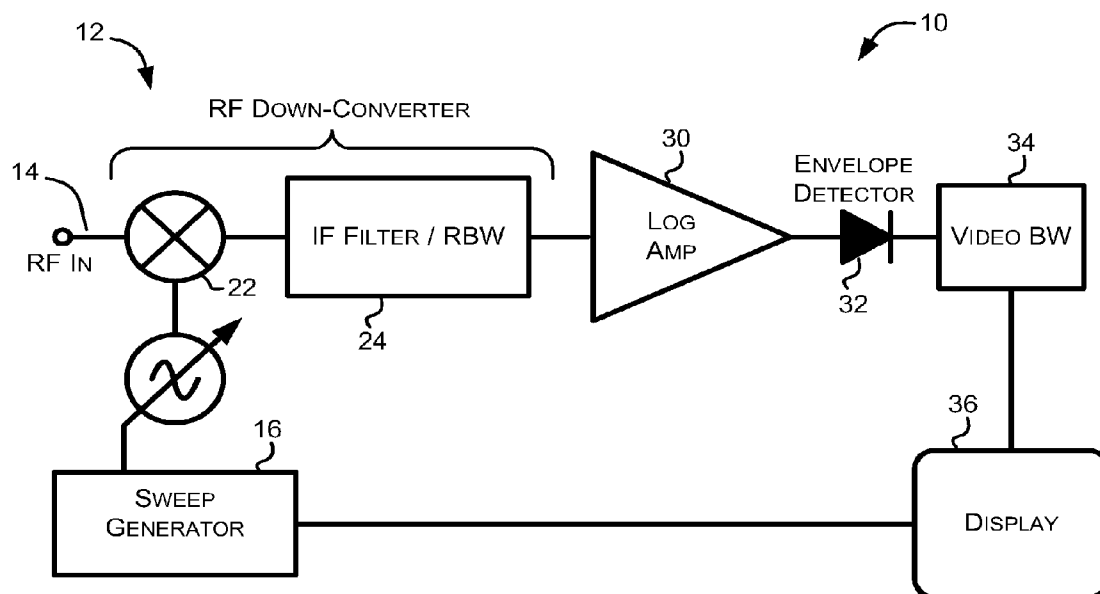 12
10
RF DOWN-CONVERTER
14
RF IN
22
IF FILTER / RBW
24
30
LOG
AMP
ENVELOPE
DETECTOR
32
34
VIDEO BW
16
SWEEP
GENERATOR
36
DISPLAY